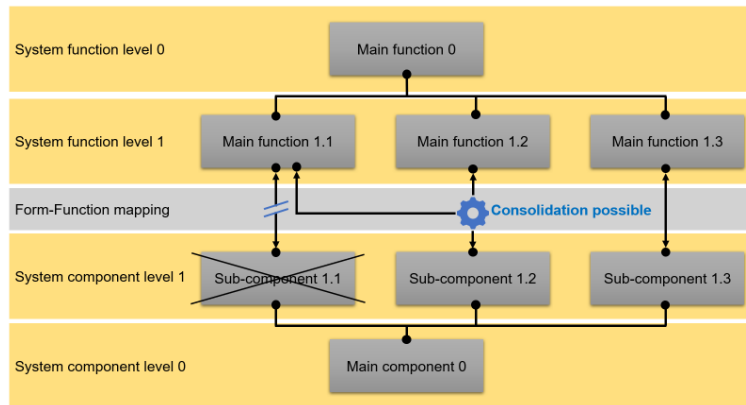 System function level 0
Main function 0
System function level 1
Main function 1.1
Main function 1.2
Main function 1.3
Form-Function mapping
Consolidation possible
System component level 1
Sub-component 1.1
Sub-component 1.2
Sub-component 1.3
System component level 0
Main component 0